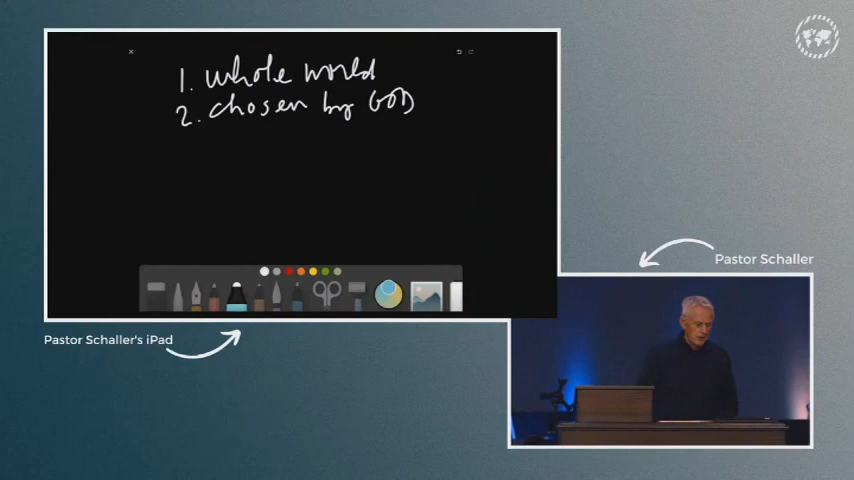 1. whole world
2. chosen by GOD
Pastor Schaller
Pastor Schaller's iPad